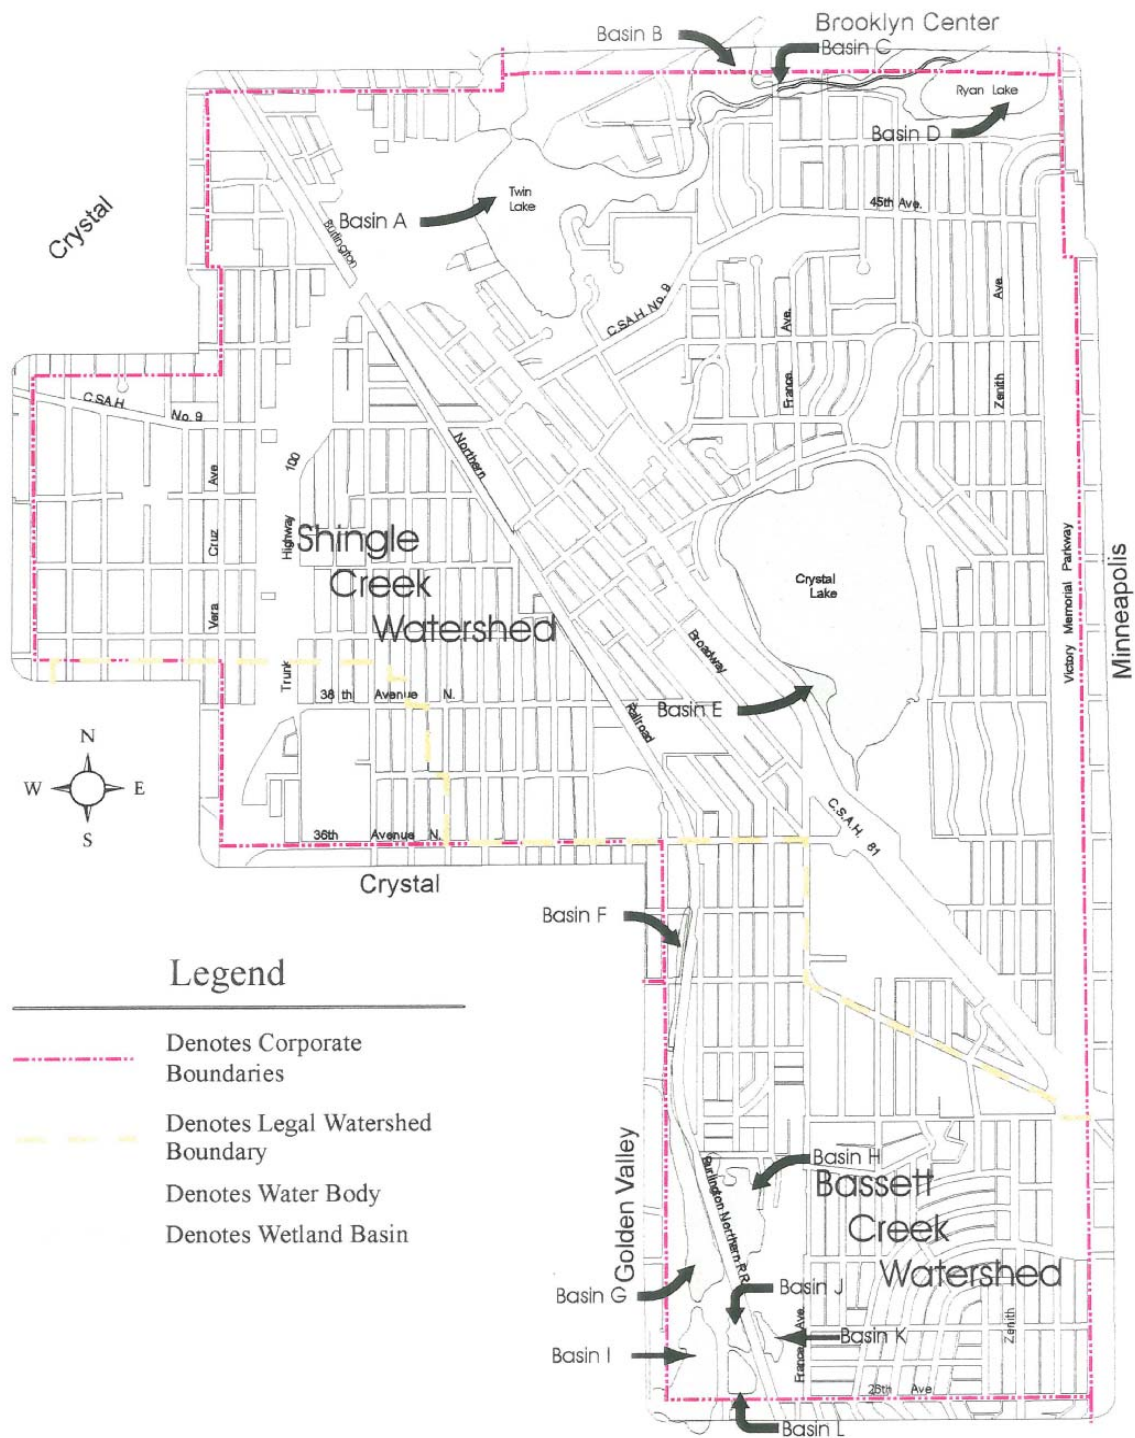 Brooklyn Center
Basin B
Basin C
Ryan Lake
Basin D
Twin
Lake
Basin A
45th Ave.
Crystal
Burlington
C.S.A.H. No. 9
Ave.
France
Ave
Zenith
C.S.A.H.
No. 9
Northern
Ave
Cruz
Vera
100
Highway
Trunk
Shingle
Creek
Watershed
Crystal
Lake
Victory Memorial Parkway
Minneapolis
Broadway
Basin E
Railroad
38 th Avenue N.
N
W E
S
C.S.A.H. 81
36th Avenue N.
Crystal
Basin F
Legend
Denotes Corporate
Boundaries
Denotes Legal Watershed
Boundary
Denotes Water Body
Denotes Wetland Basin
Golden Valley
Burlington Northern R.R.
Basin H
Bassett
Creek
Watershed
Basin G
Basin J
Basin K
Basin I
France Ave.
Zenith
26th Ave
Basin L